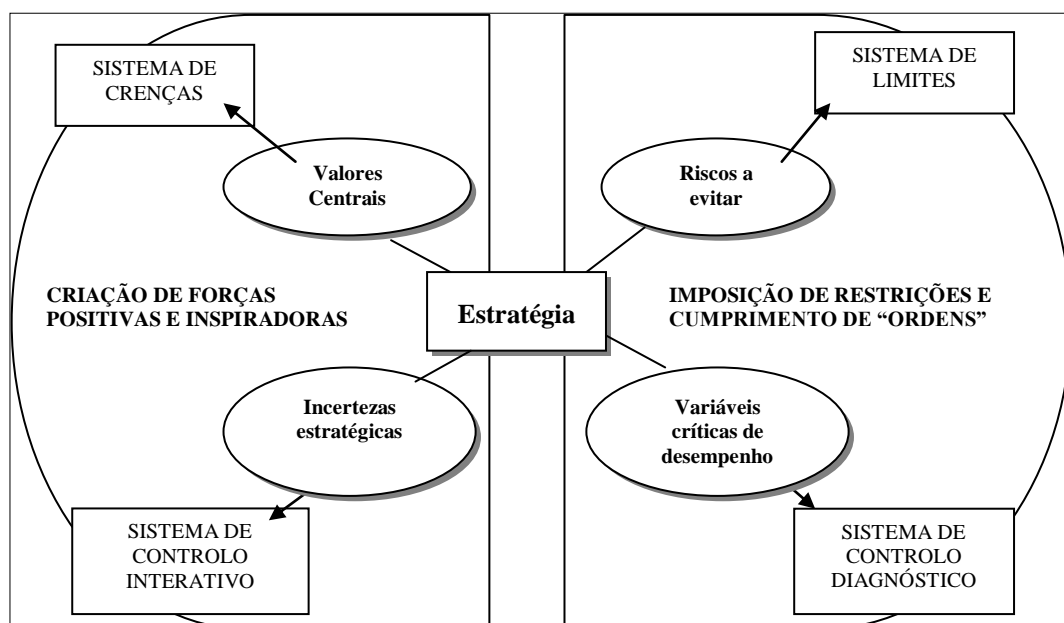 SISTEMA DE
CRENÇAS
SISTEMA DE
LIMITES
Valores
Centrais
Riscos a
evitar
CRIAÇÃO DE FORÇAS
POSITIVAS E INSPIRADORAS
Estratégia
IMPOSIÇÃO DE RESTRIÇÕES E
CUMPRIMENTO DE “ORDENS”
Incertezas
estratégicas
Variáveis
críticas de
desempenho
SISTEMA DE
CONTROLO
INTERATIVO
SISTEMA DE
CONTROLO
DIAGNÓSTICO